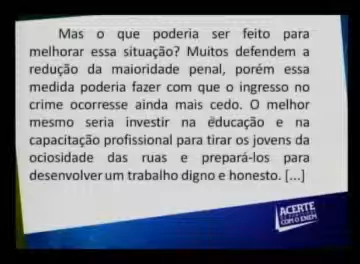 Mas o que poderia ser feito para
melhorar essa situação? Muitos defendem a
redução da maioridade penal, porém essa
medida poderia fazer com que o ingresso no
crime ocorresse ainda mais cedo. O melhor
mesmo seria investir na educação e na
capacitação profissional para tirar os jovens da
ociosidade das ruas e prepará-los para
desenvolver um trabalho digno e honesto. [...]
ACERTE
COM O ENEM